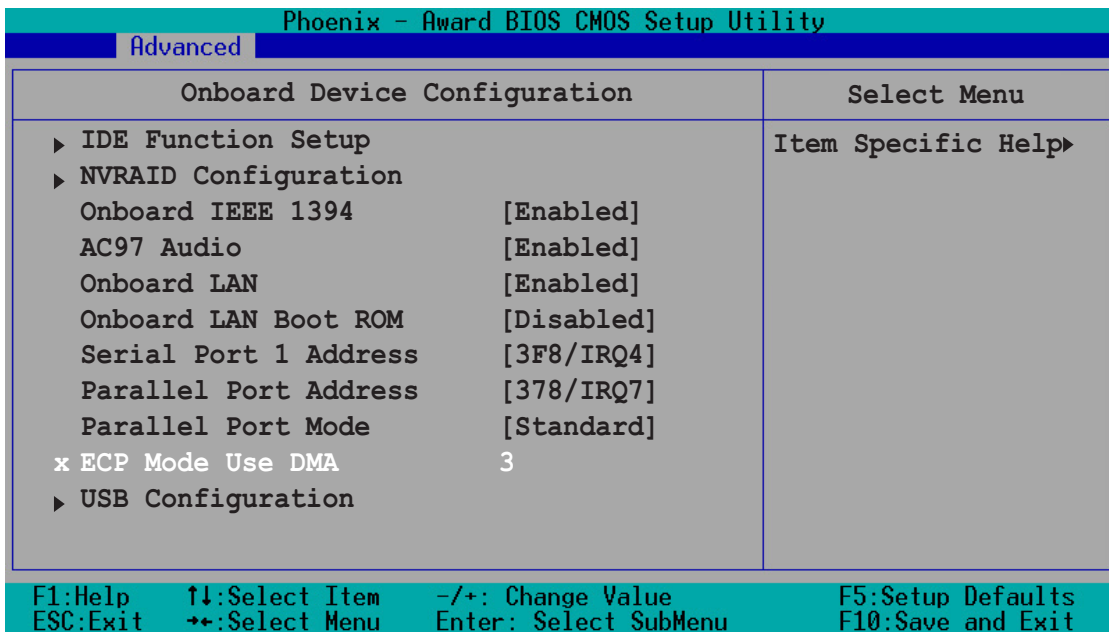 Phoenix - Award BIOS CMOS Setup Utility
Advanced
Onboard Device Configuration
Select Menu
IDE Function Setup
Item Specific Help
NVRAID Configuration
Onboard IEEE 1394 [Enabled]
AC97 Audio [Enabled]
Onboard LAN [Enabled]
Onboard LAN Boot ROM [Disabled]
Serial Port 1 Address [3F8/IRQ4]
Parallel Port Address [378/IRQ7]
Parallel Port Mode [Standard]
x ECP Mode Use DMA 3
USB Configuration
F1:Help ↑↓:Select Item -/+: Change Value F5:Setup Defaults
ESC:Exit →←:Select Menu Enter: Select SubMenu F10:Save and Exit